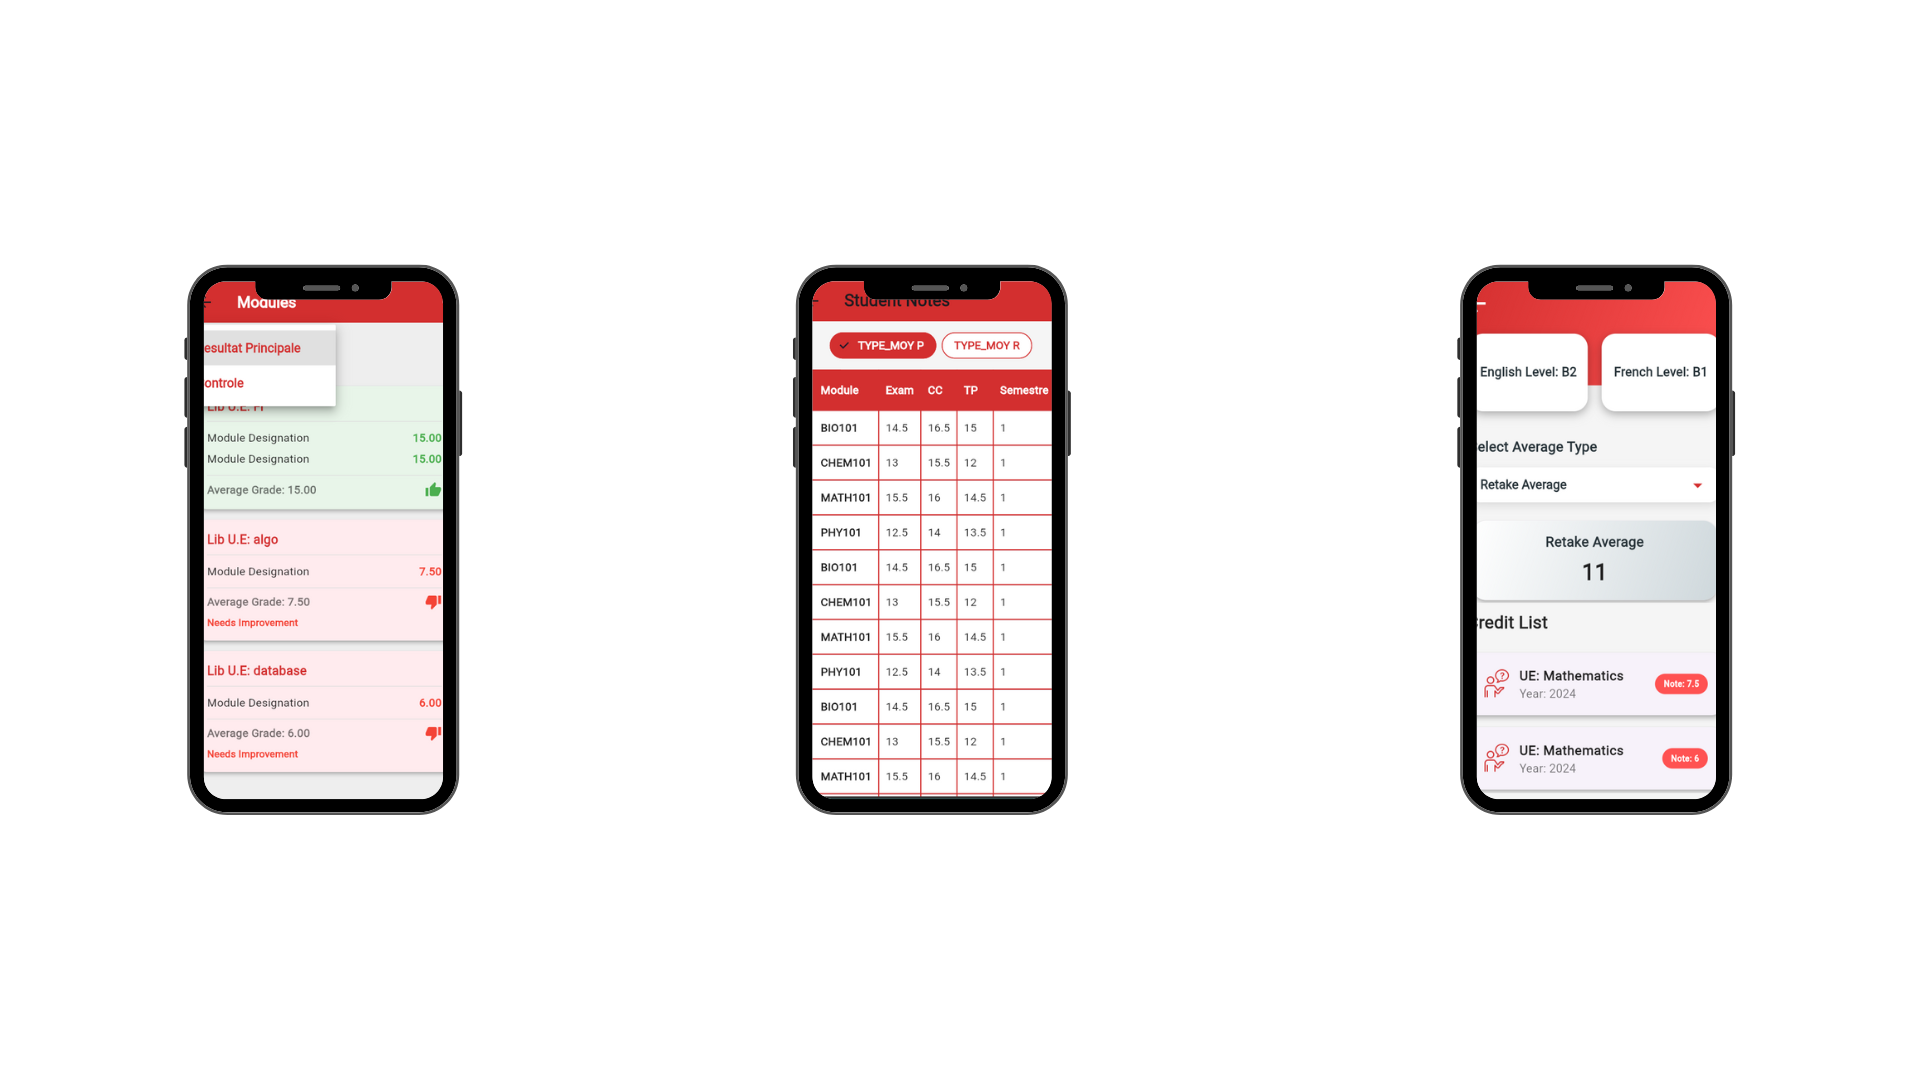 Modules
esultat Principale
ontrole
Lib U.E: FI
Module Designation 15.00
Module Designation 15.00
Average Grade: 15.00
Lib U.E: algo
Module Designation 7.50
Average Grade: 7.50
Needs Improvement
Lib U.E: database
Module Designation 6.00
Average Grade: 6.00
Needs Improvement
Student Notes
TYPE_MOY P TYPE_MOY R
Module Exam CC TP Semestre
BIO101 14.5 16.5 15 1
CHEM101 13 15.5 12 1
MATH101 15.5 16 14.5 1
PHY101 12.5 14 13.5 1
BIO101 14.5 16.5 15 1
CHEM101 13 15.5 12 1
MATH101 15.5 16 14.5 1
PHY101 12.5 14 13.5 1
BIO101 14.5 16.5 15 1
CHEM101 13 15.5 12 1
MATH101 15.5 16 14.5 1
English Level: B2 French Level: B1
elect Average Type
Retake Average
Retake Average
11
redit List
UE: Mathematics
Year: 2024
Note: 7.5
UE: Mathematics
Year: 2024
Note: 6